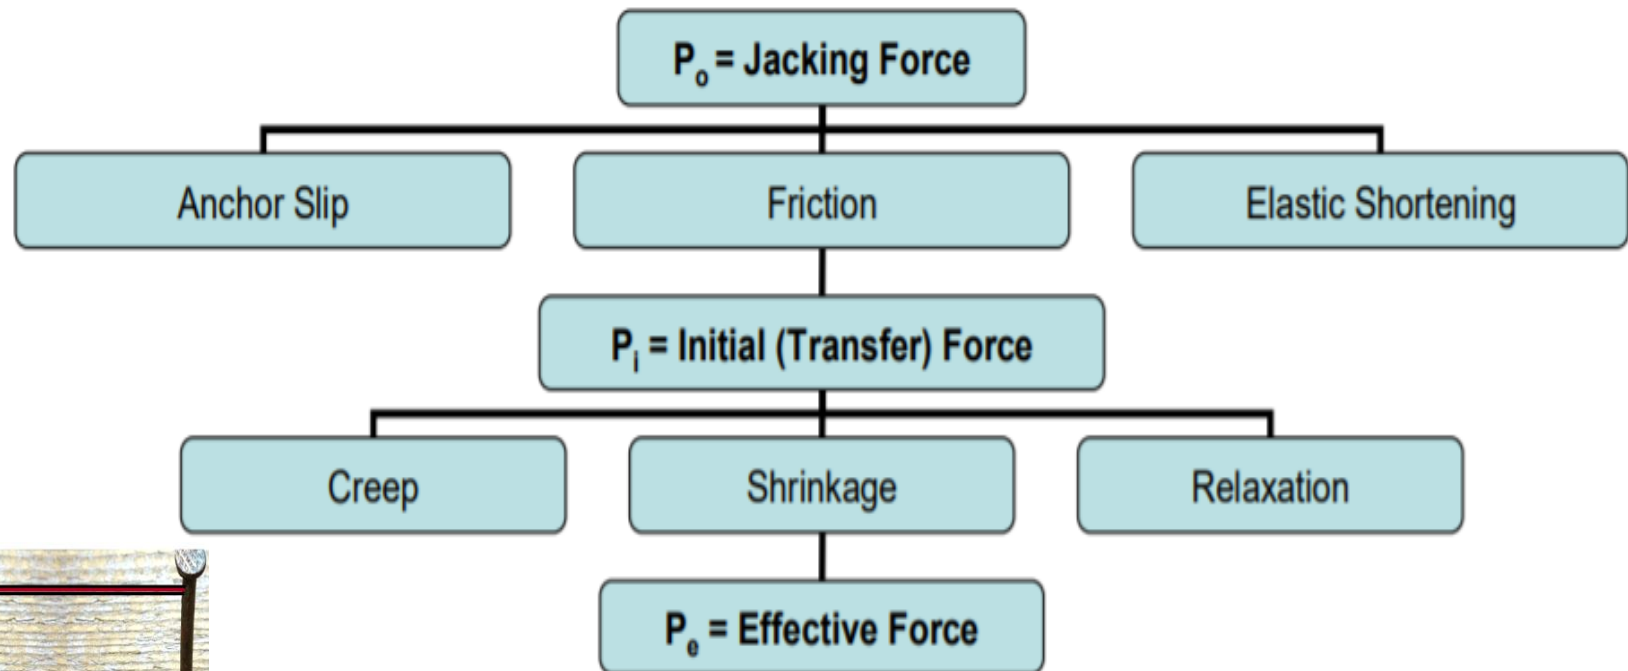 Pₒ = Jacking Force
Anchor Slip
Friction
Elastic Shortening
Pᵢ = Initial (Transfer) Force
Creep
Shrinkage
Relaxation
Pₑ = Effective Force